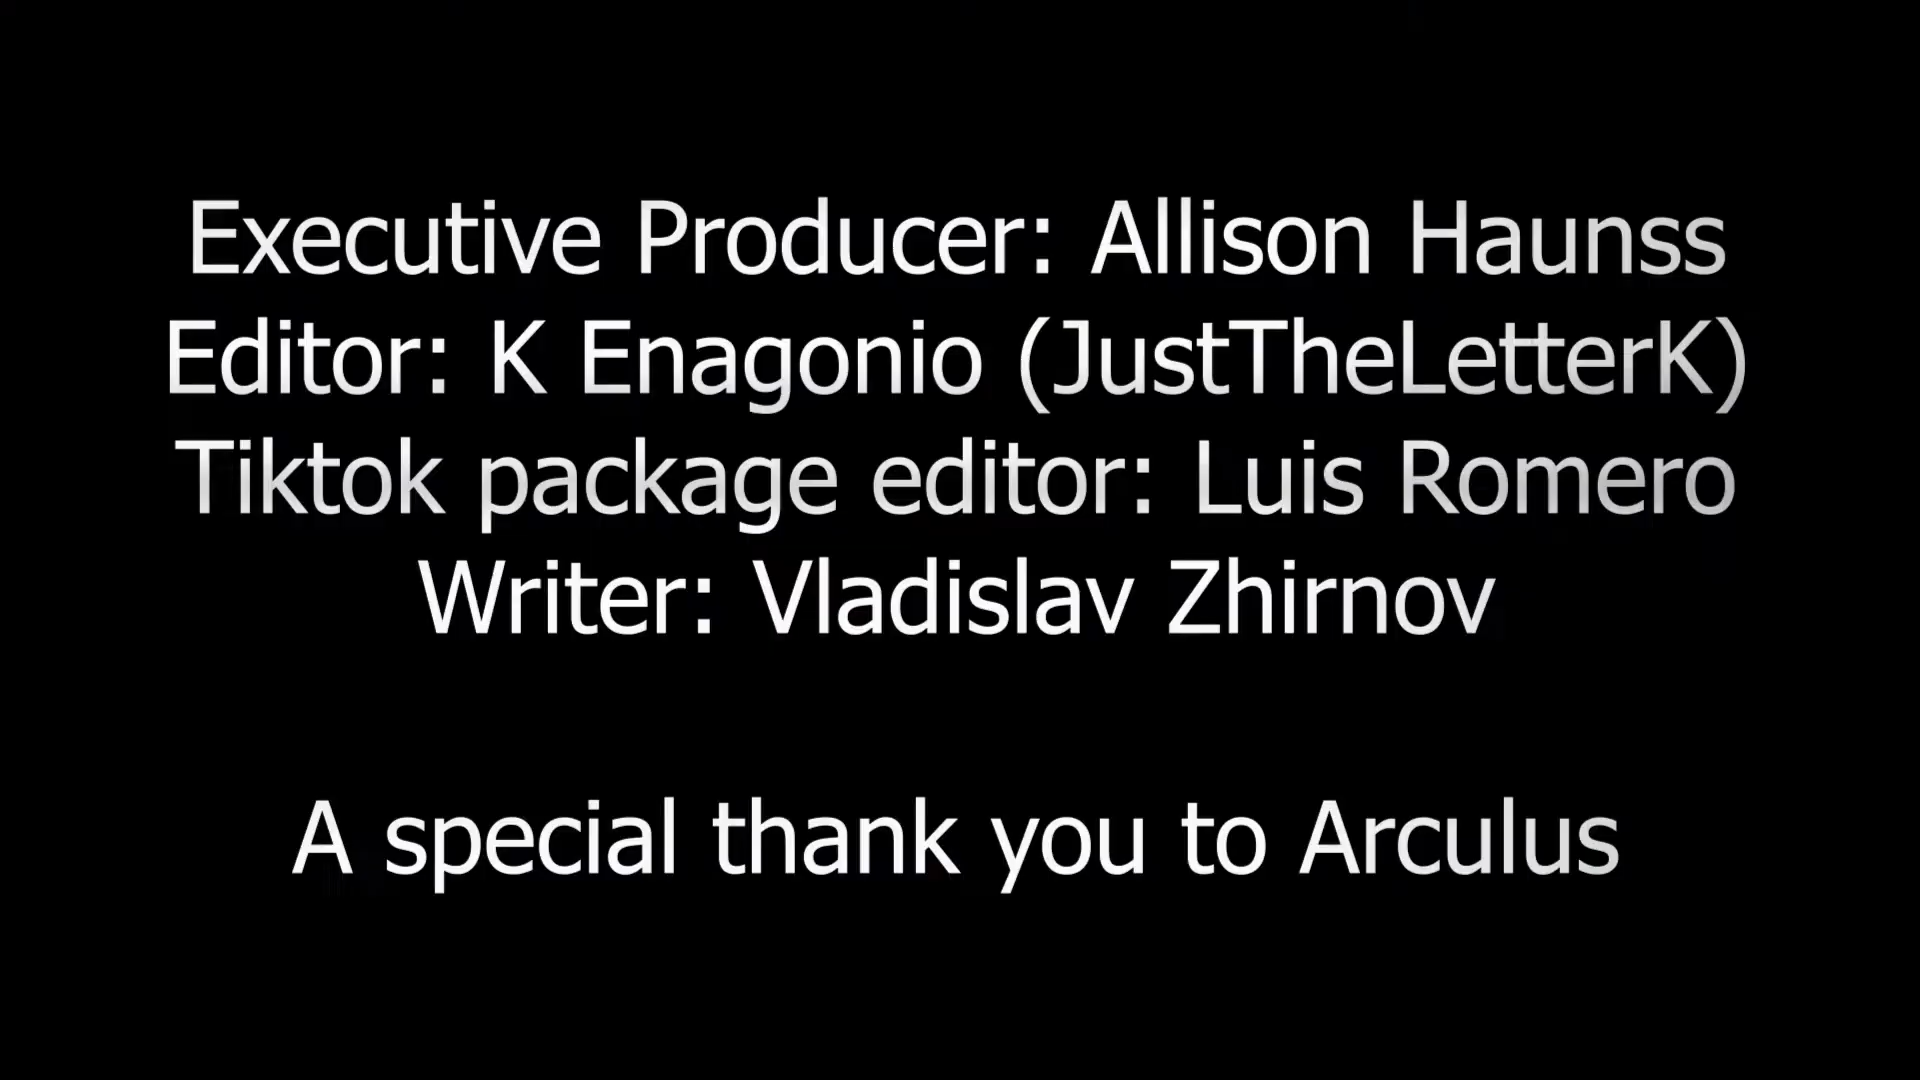 Executive Producer: Allison Haunss
Editor: K Enagonio (JustTheLetterK)
Tiktok package editor: Luis Romero
Writer: Vladislav Zhirnov
A special thank you to Arculus